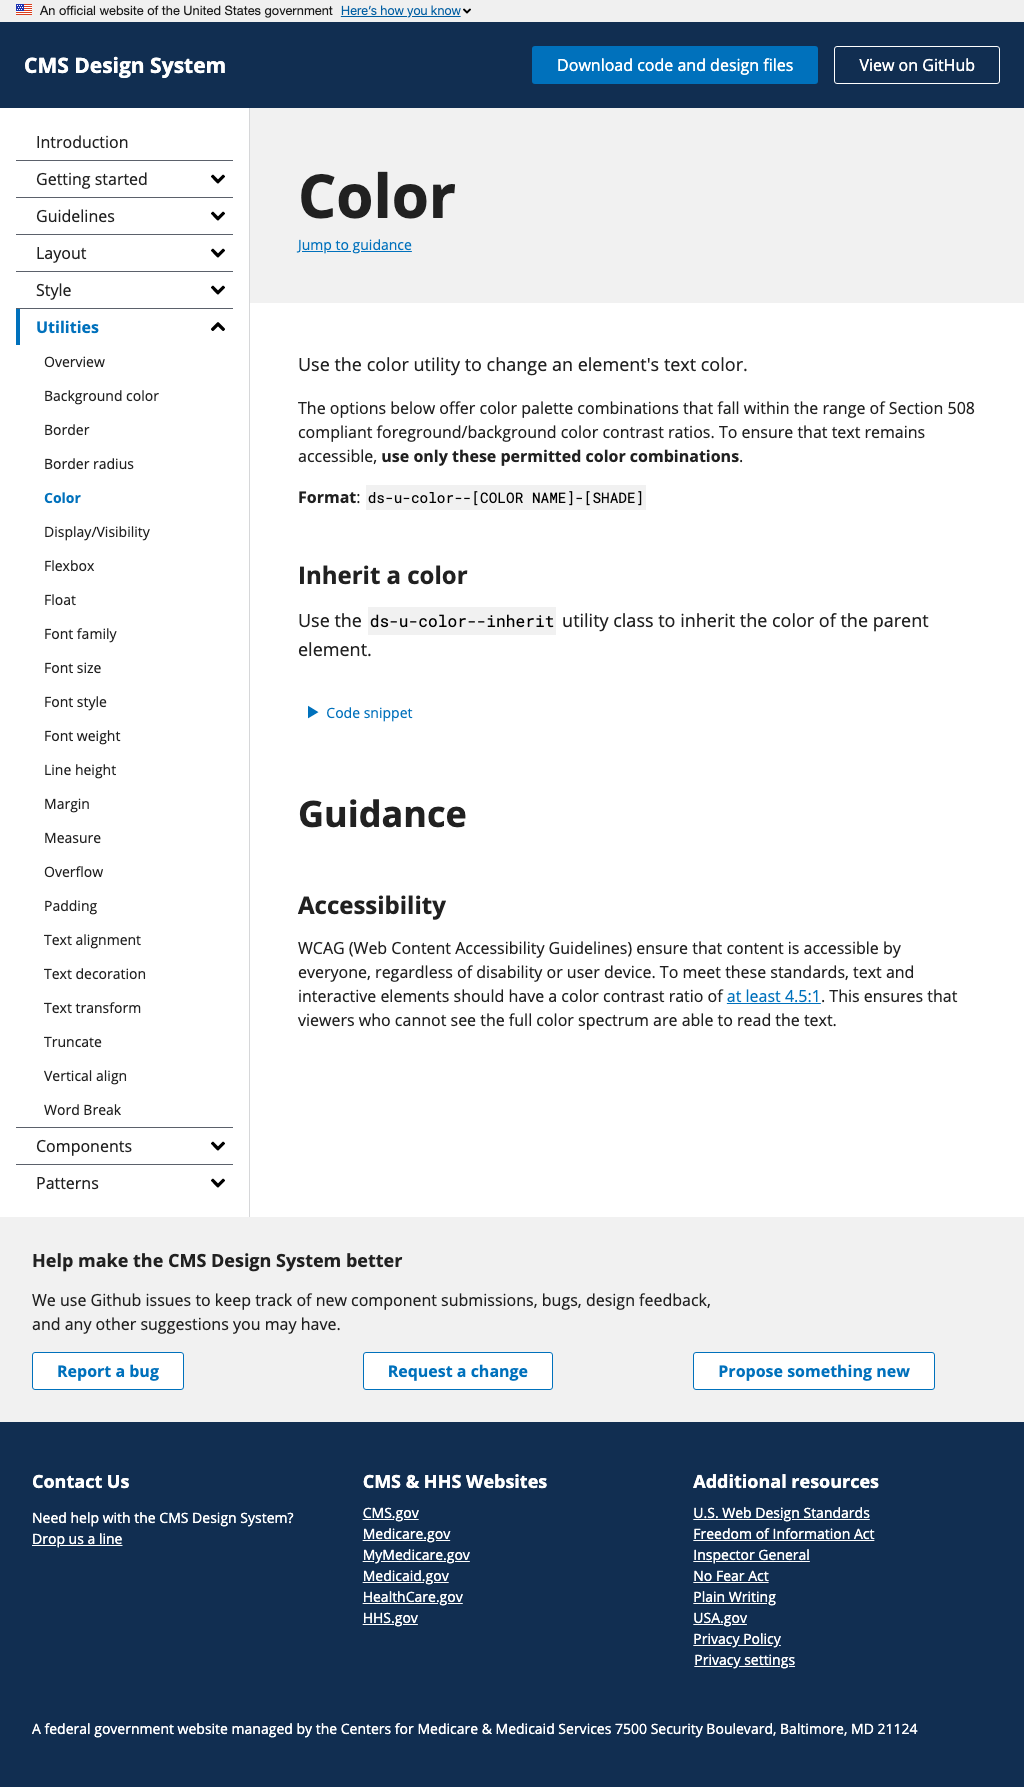 An official website of the United States government Here's how you know
CMS Design System
Download code and design files
View on GitHub
Introduction
Getting started
Guidelines
Layout
Style
Utilities
Overview
Background color
Border
Border radius
Color
Display/Visibility
Flexbox
Float
Font family
Font size
Font style
Font weight
Line height
Margin
Measure
Overflow
Padding
Text alignment
Text decoration
Text transform
Truncate
Vertical align
Word Break
Components
Patterns
Color
Jump to guidance
Use the color utility to change an element's text color.
The options below offer color palette combinations that fall within the range of Section 508
compliant foreground/background color contrast ratios. To ensure that text remains
accessible, use only these permitted color combinations.
Format: ds-u-color--[COLOR NAME]-[SHADE]
Inherit a color
Use the ds-u-color--inherit utility class to inherit the color of the parent
element.
Code snippet
Guidance
Accessibility
WCAG (Web Content Accessibility Guidelines) ensure that content is accessible by
everyone, regardless of disability or user device. To meet these standards, text and
interactive elements should have a color contrast ratio of at least 4.5:1. This ensures that
viewers who cannot see the full color spectrum are able to read the text.
Help make the CMS Design System better
We use Github issues to keep track of new component submissions, bugs, design feedback,
and any other suggestions you may have.
Report a bug
Request a change
Propose something new
Contact Us
Need help with the CMS Design System?
Drop us a line
CMS & HHS Websites
CMS.gov
Medicare.gov
MyMedicare.gov
Medicaid.gov
HealthCare.gov
HHS.gov
Additional resources
U.S. Web Design Standards
Freedom of Information Act
Inspector General
No Fear Act
Plain Writing
USA.gov
Privacy Policy
Privacy settings
A federal government website managed by the Centers for Medicare & Medicaid Services 7500 Security Boulevard, Baltimore, MD 21124